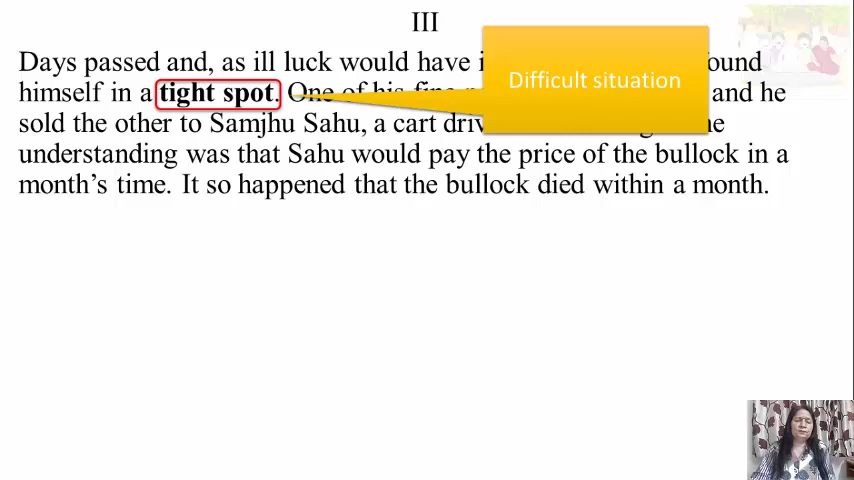 III
Days passed and, as ill luck would have i ound
himself in a tight spot. One of his fine and he
sold the other to Samjhu Sahu, a cart driv e
understanding was that Sahu would pay the price of the bullock in a
month's time. It so happened that the bullock died within a month.
Difficult situation